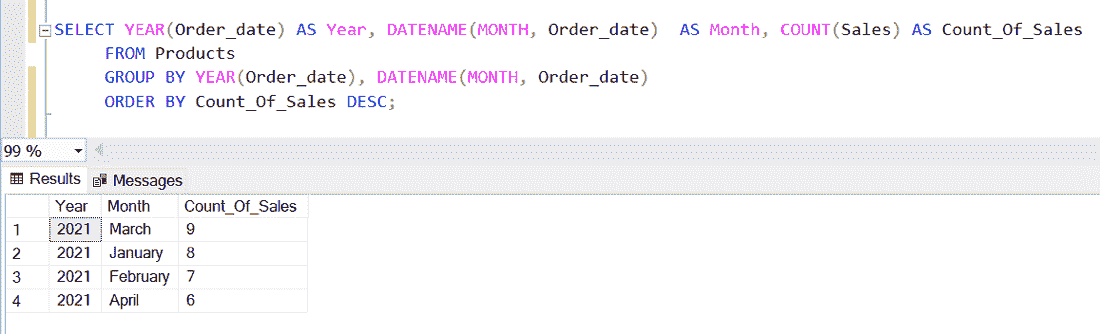 SELECT YEAR(Order_date) AS Year, DATENAME(MONTH, Order_date)  AS Month, COUNT(Sales) AS Count_Of_Sales
FROM Products
GROUP BY YEAR(Order_date), DATENAME(MONTH, Order_date)
ORDER BY Count_Of_Sales DESC;
99 %
Results Messages
Year Month Count_Of_Sales
1 2021 March 9
2 2021 January 8
3 2021 February 7
4 2021 April 6